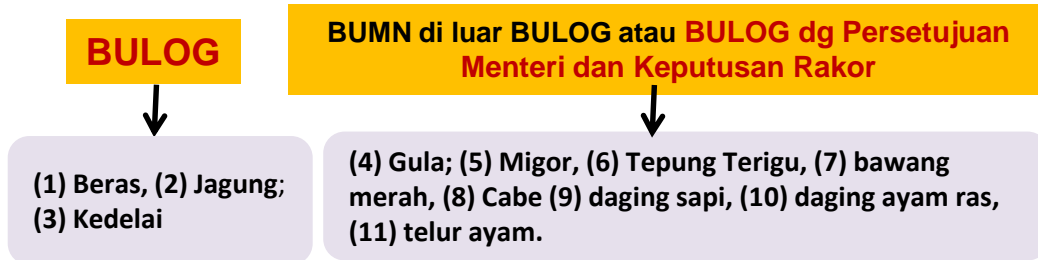 BULOG
BUMN di luar BULOG atau BULOG dg Persetujuan
Menteri dan Keputusan Rakor
(1) Beras, (2) Jagung;
(3) Kedelai
(4) Gula; (5) Migor, (6) Tepung Terigu, (7) bawang
merah, (8) Cabe (9) daging sapi, (10) daging ayam ras,
(11) telur ayam.